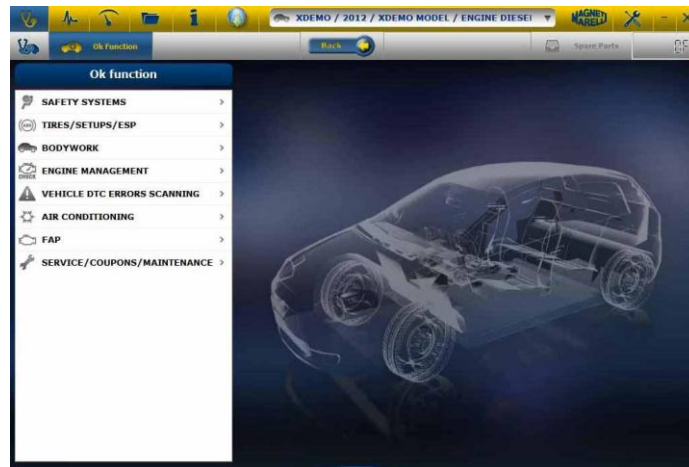 XDEMO / 2012 / XDEMO MODEL / ENGINE DIESEL
MAGNETI
MARELLI
Ok Function
Back
Spare Parts
Ok function
SAFETY SYSTEMS
TIRES/SETUPS/ESP
BODYWORK
CHECK
ENGINE MANAGEMENT
VEHICLE DTC ERRORS SCANNING
AIR CONDITIONING
FAP
SERVICE/COUPONS/MAINTENANCE